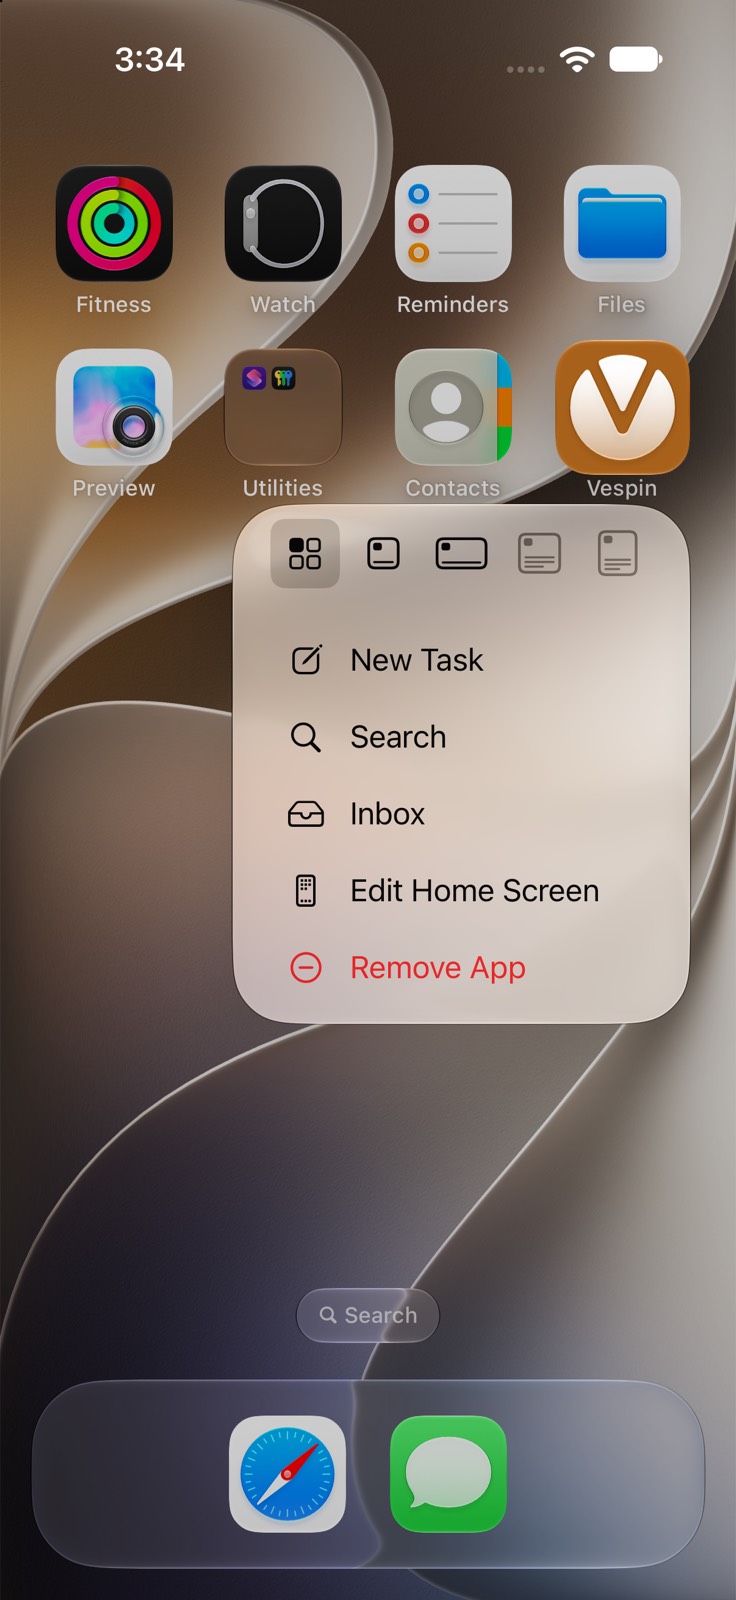 3:34
Fitness
Watch
Reminders
Files
Preview
Utilities
Contacts
Vespin
New Task
Search
Inbox
Edit Home Screen
Remove App
Search